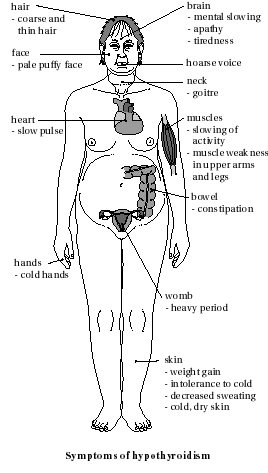 hair
- coarse and
thin hair
brain
- mental slowing
- apathy
- tiredness
face
- pale puffy face
hoarse voice
neck
- goitre
heart
- slow pulse
muscles
- slowing of
activity
- muscle weakness
in upper arms
and legs
bowel
- constipation
hands
- cold hands
womb
- heavy period
skin
- weight gain
- intolerance to cold
- decreased sweating
- cold, dry skin
Symptoms of hypothyroidism